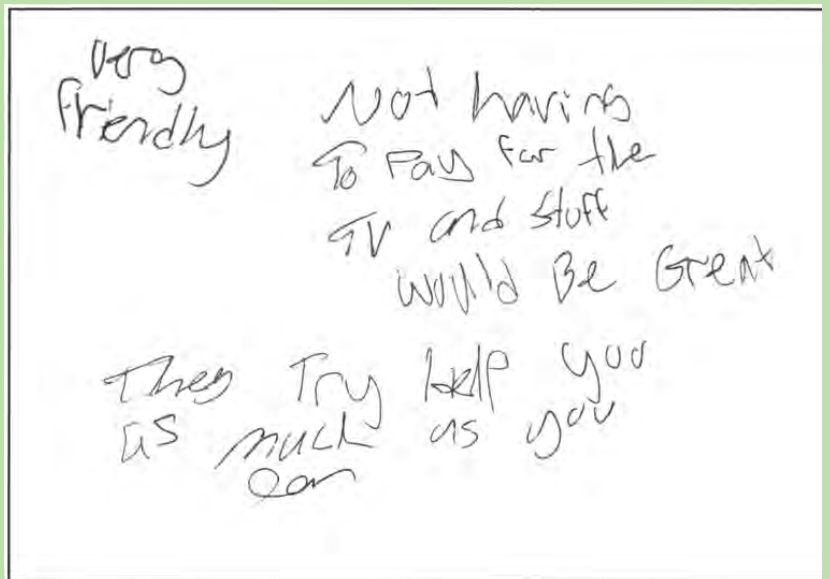 very
friendly
Not having
To Pay for the
TV and stuff
would Be Great
They Try help you
as much as you
can